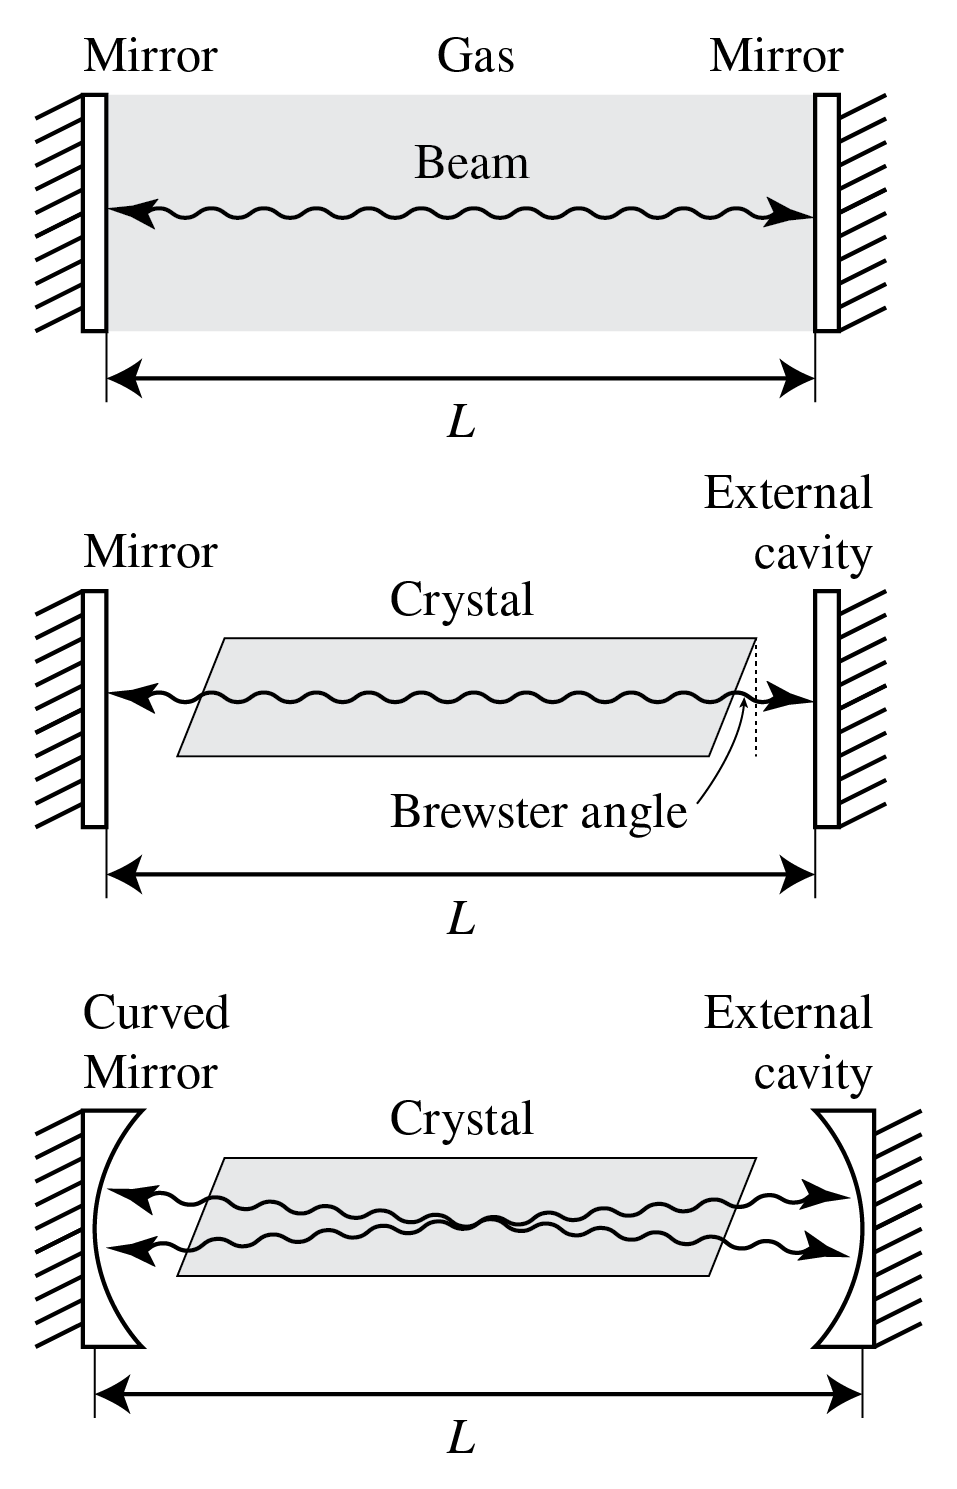 Mirror Gas Mirror
Beam
L
External
Mirror cavity
Crystal
Brewster angle
L
Curved External
Mirror cavity
Crystal
L